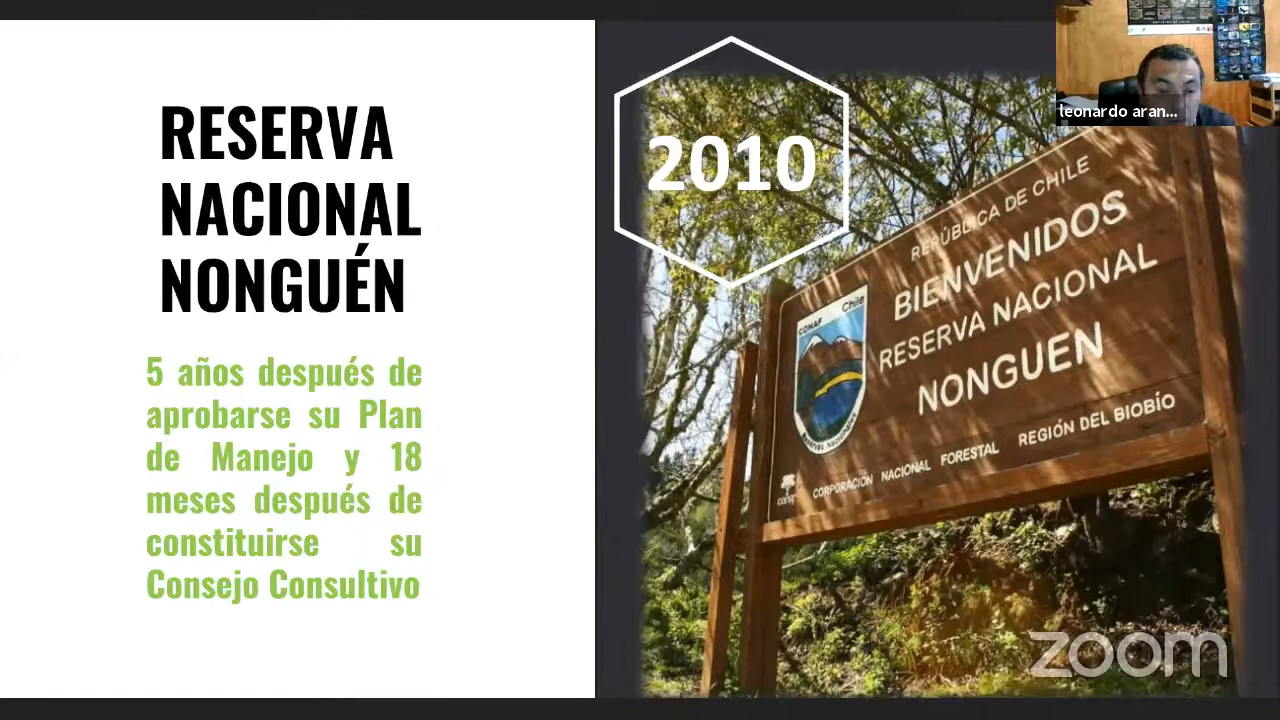 RESERVA
NACIONAL
NONGUÉN
5 años después de
aprobarse su Plan
de Manejo y 18
meses después de
constituirse su
Consejo Consultivo
2010
leonardo aran...
REPÚBLICA DE CHILE
BIENVENIDOS
RESERVA NACIONAL
NONGUEN
CONAF Chile
CORPORACIÓN NACIONAL FORESTAL REGIÓN DEL BIOBÍO
zoom